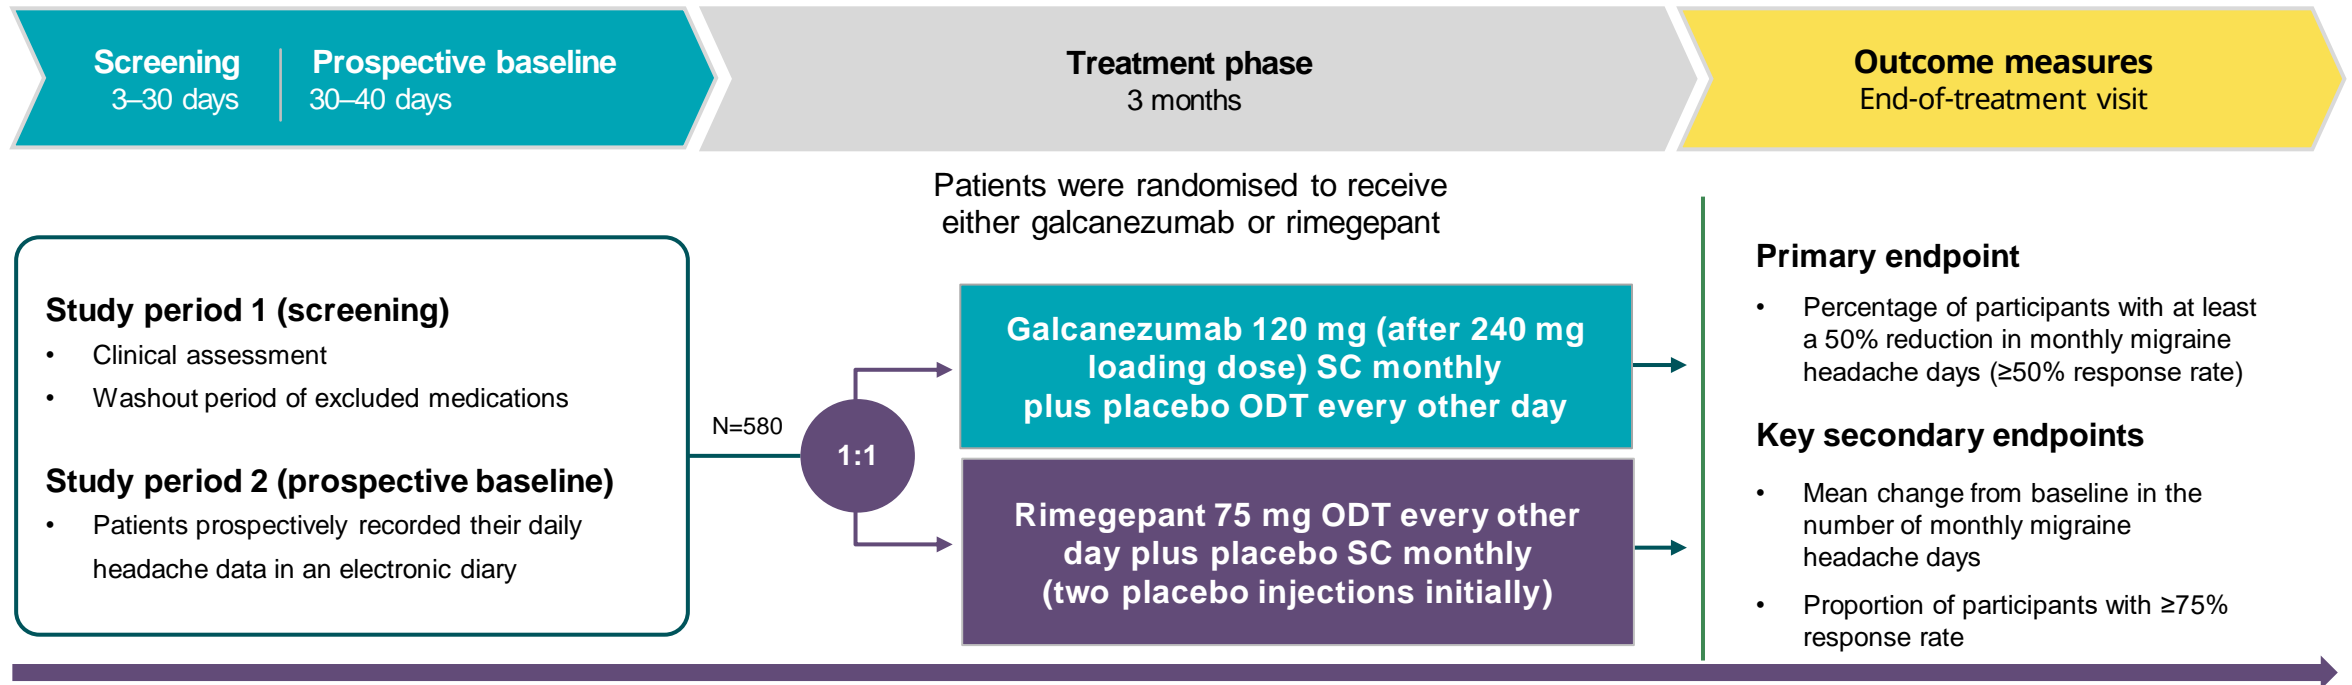 Screening
3–30 days
Prospective baseline
30–40 days
Treatment phase
3 months
Outcome measures
End-of-treatment visit
Patients were randomised to receive
either galcanezumab or rimegepant
Study period 1 (screening)
• Clinical assessment
• Washout period of excluded medications
Study period 2 (prospective baseline)
• Patients prospectively recorded their daily
headache data in an electronic diary
N=580
1:1
Galcanezumab 120 mg (after 240 mg
loading dose) SC monthly
plus placebo ODT every other day
Rimegepant 75 mg ODT every other
day plus placebo SC monthly
(two placebo injections initially)
Primary endpoint
• Percentage of participants with at least
a 50% reduction in monthly migraine
headache days (≥50% response rate)
Key secondary endpoints
• Mean change from baseline in the
number of monthly migraine
headache days
• Proportion of participants with ≥75%
response rate